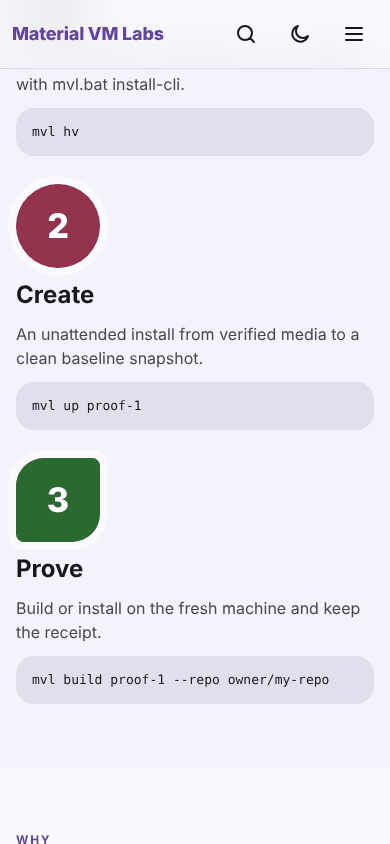 Material VM Labs
with mvl.bat install-cli.
mvl hv
2
Create
An unattended install from verified media to a
clean baseline snapshot.
mvl up proof-1
3
Prove
Build or install on the fresh machine and keep
the receipt.
mvl build proof-1 --repo owner/my-repo
WHY